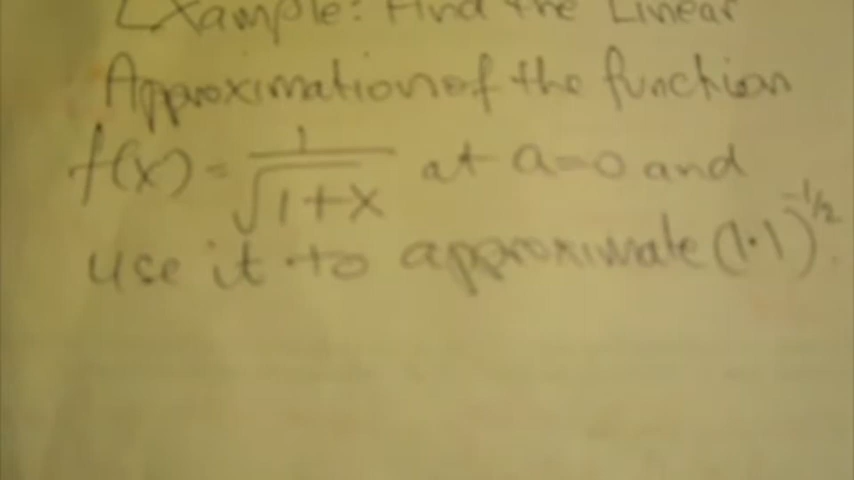 Example: Find the Linear
Approximation of the function
f(x) = 1/√(1+x) at a=0 and
use it to approximate (1.1)^-1/2.